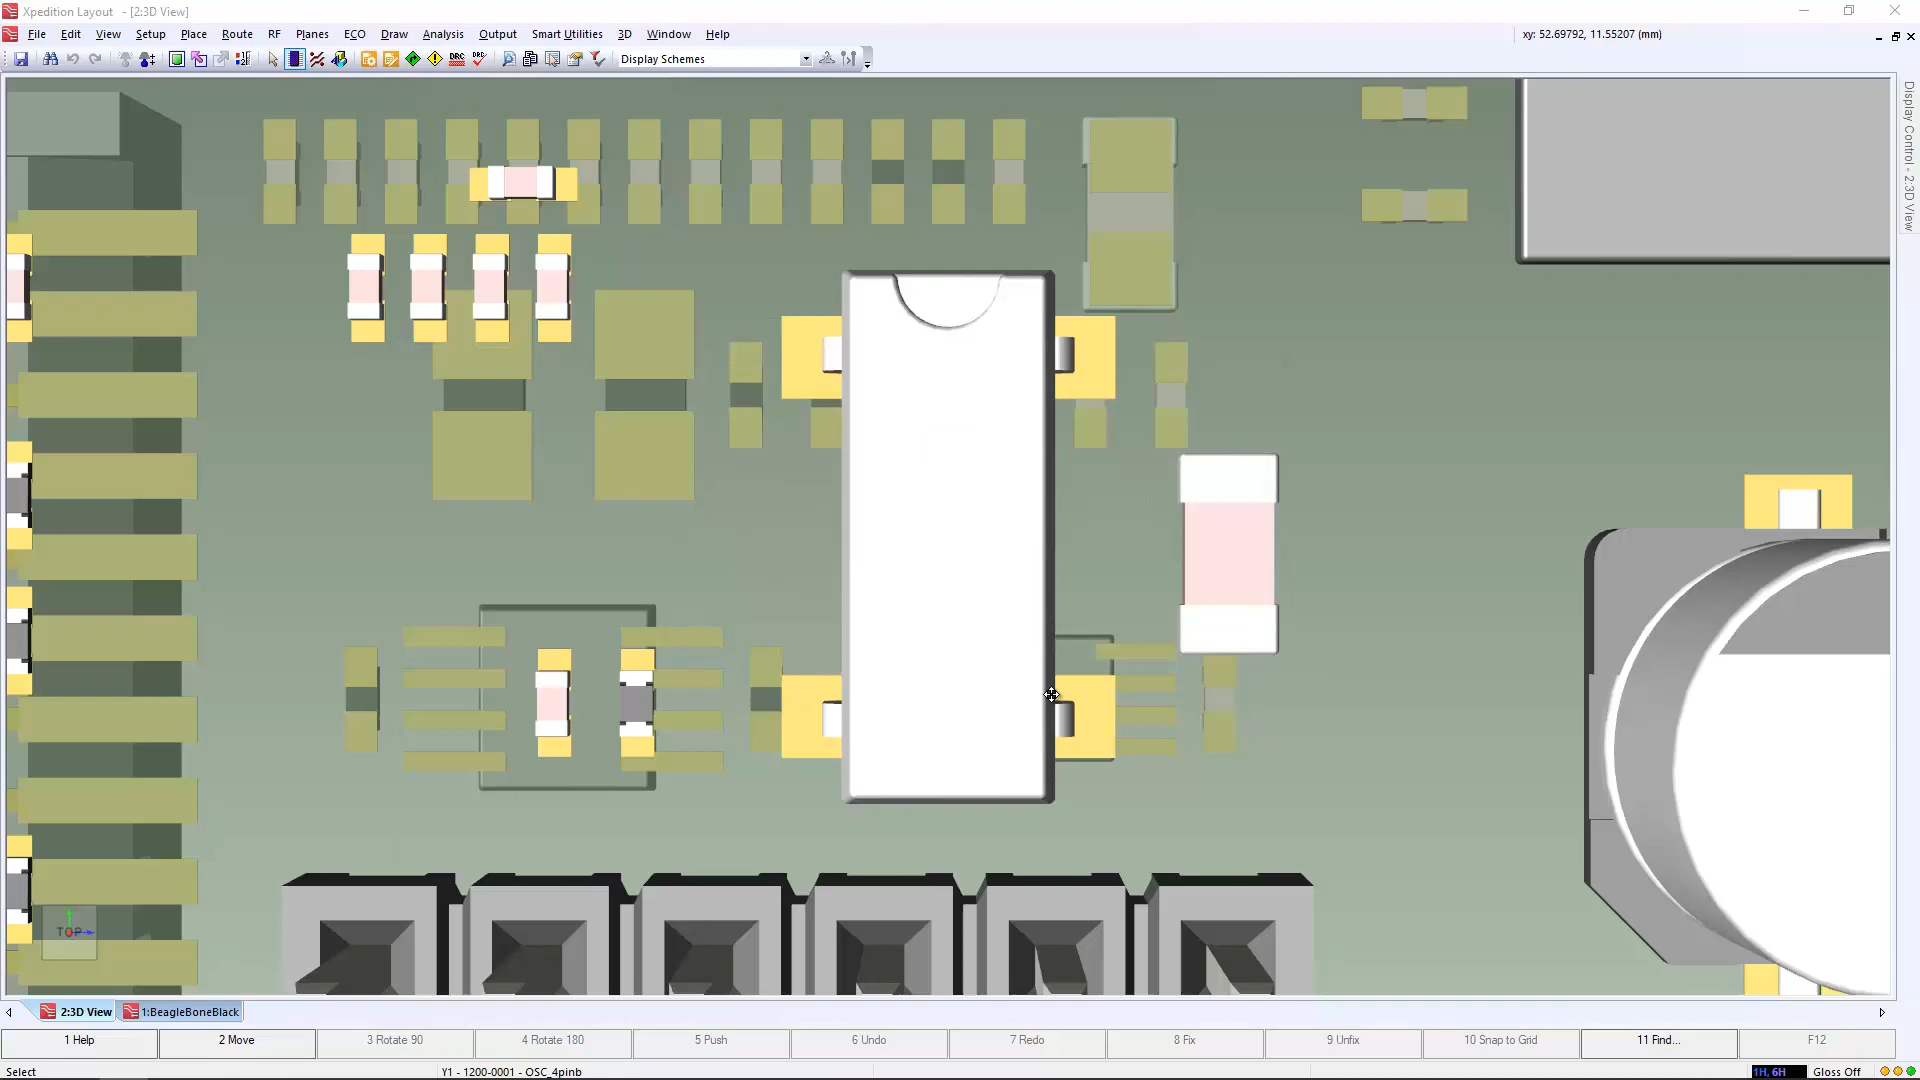 Xpedition Layout - [2:3D View]
File Edit View Setup Place Route RF Planes ECO Draw Analysis Output Smart Utilities 3D Window Help
xy: 52.69792, 11.55207 (mm)
DRC DRC Display Schemes
Display Control - 2:3D View
TOP
2:3D View 1:BeagleBoneBlack
1 Help 2 Move 3 Rotate 90 4 Rotate 180 5 Push 6 Undo 7 Redo 8 Fix 9 Unfix 10 Snap to Grid 11 Find... F12
Select Y1 - 1200-0001 - OSC_4pinb 1H, 6H Gloss Off